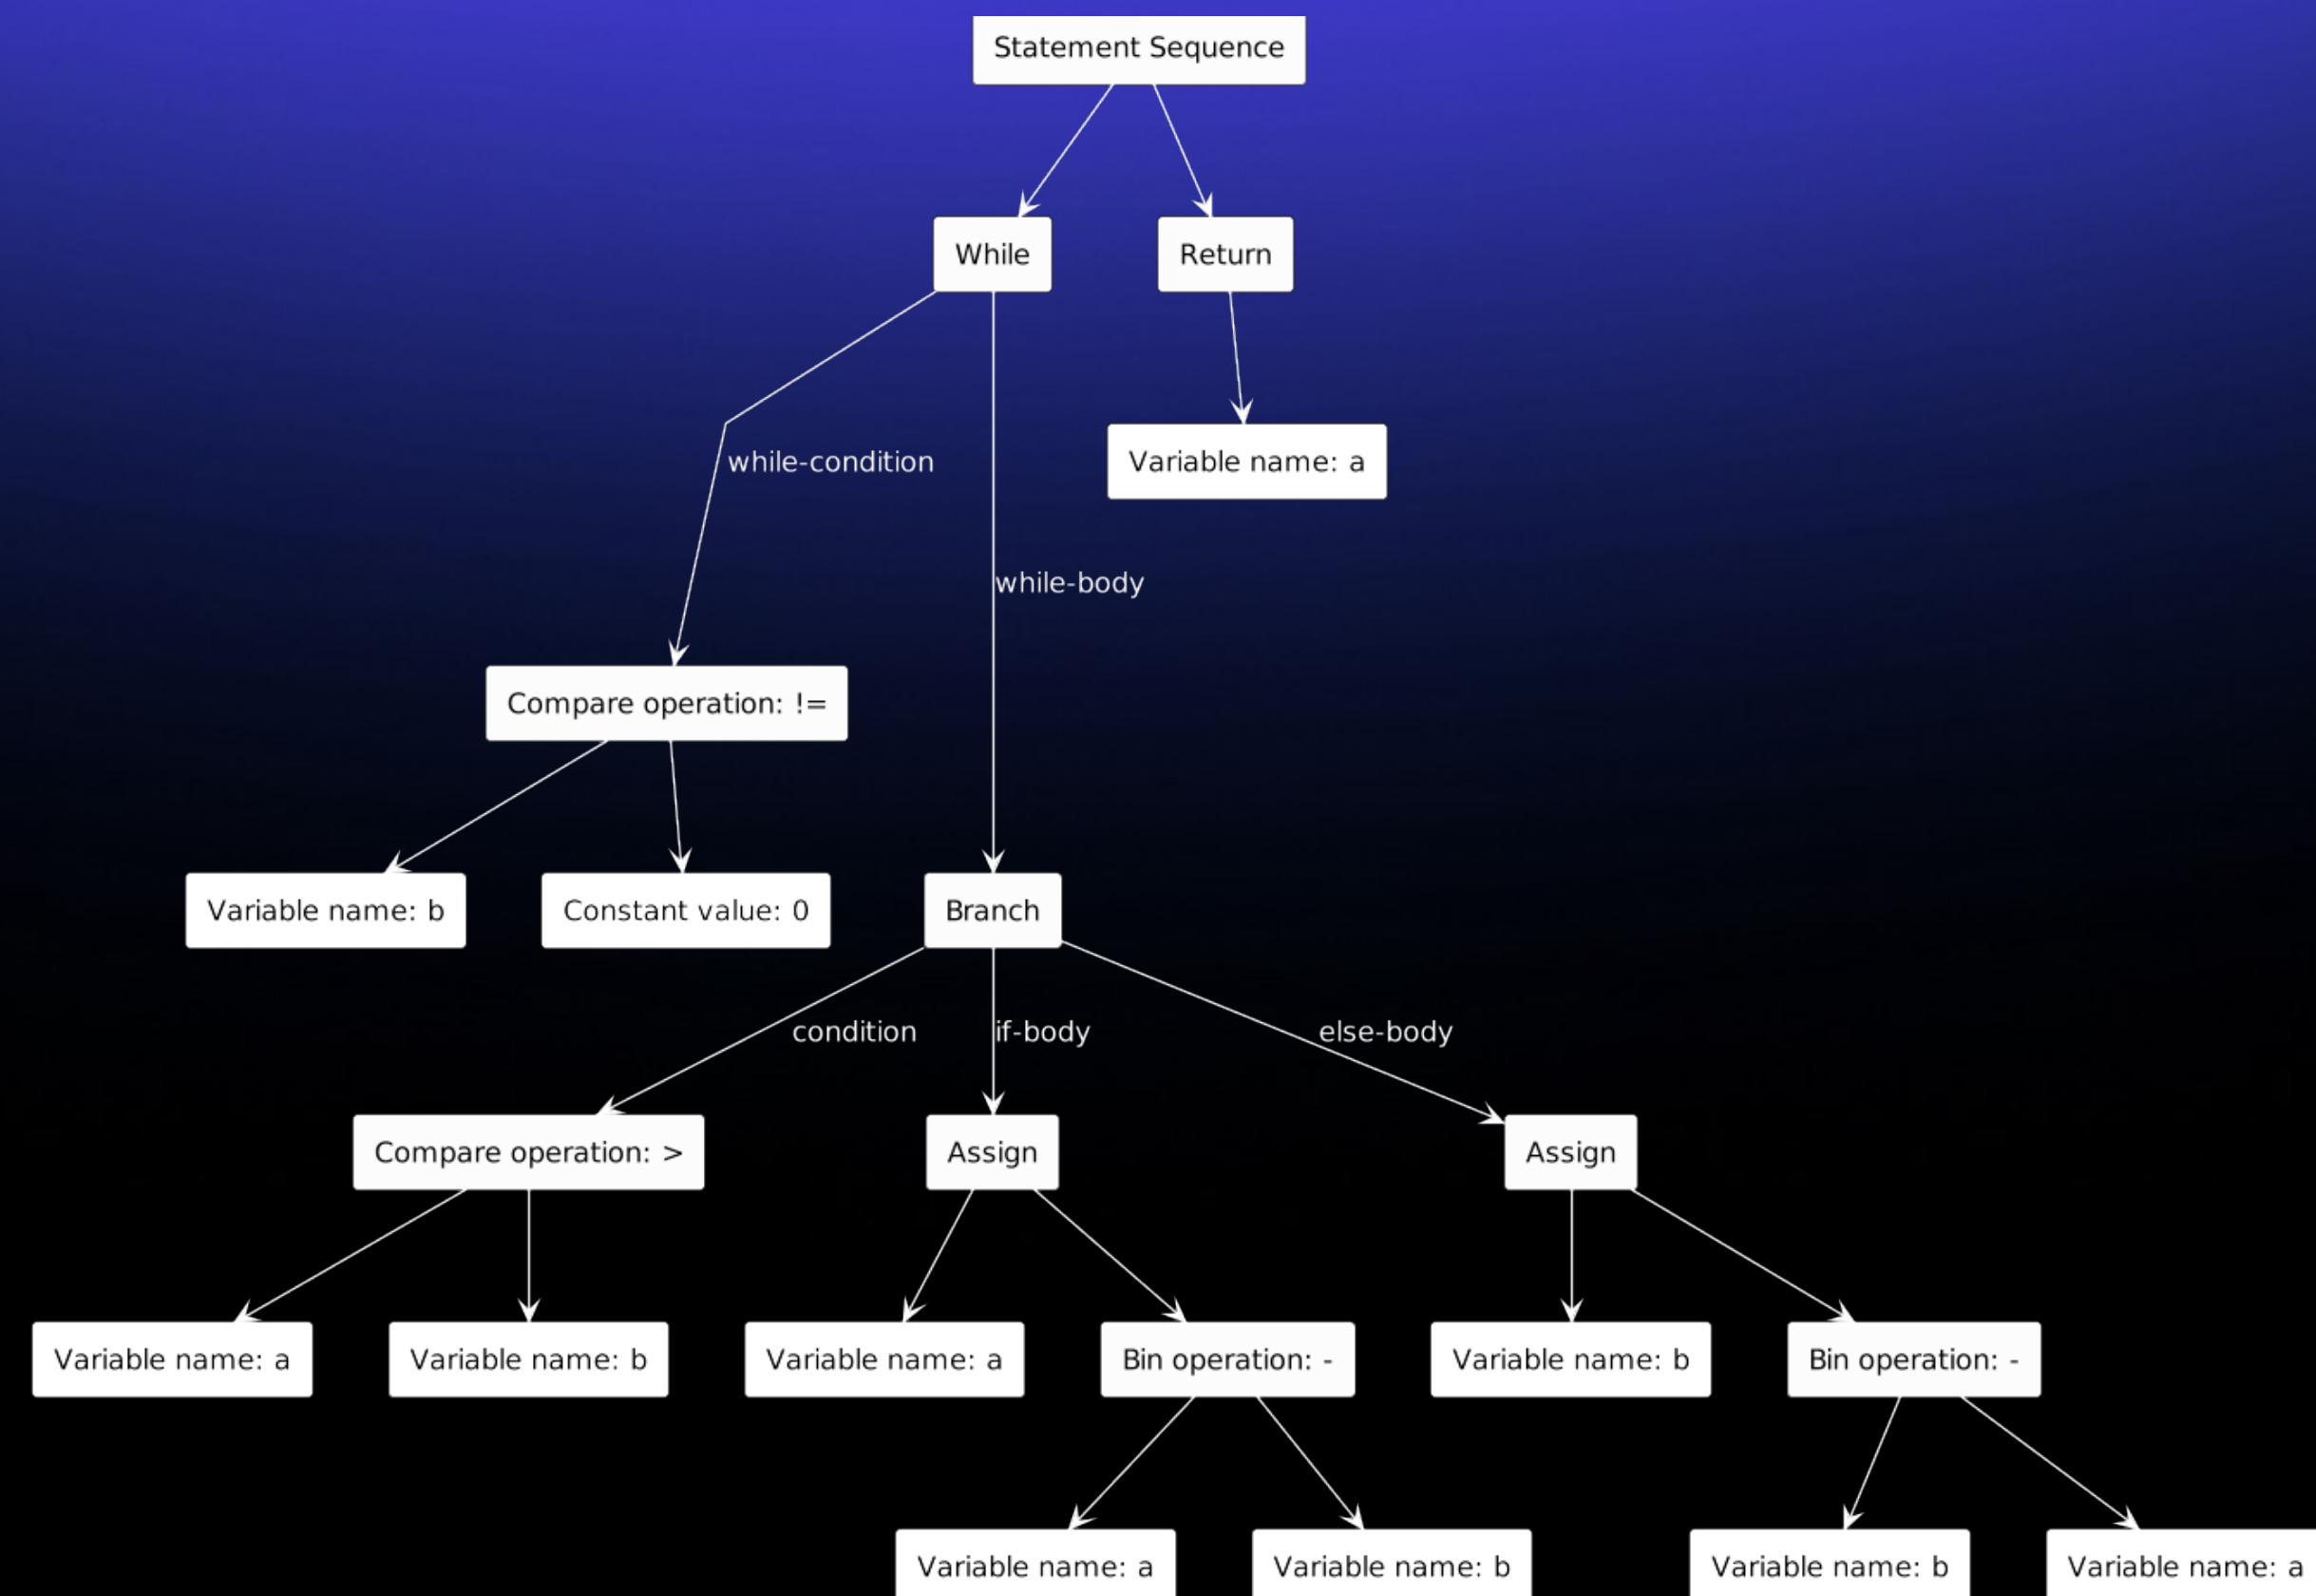 Statement Sequence
While
Return
while-condition
Variable name: a
while-body
Compare operation: !=
Variable name: b
Constant value: 0
Branch
condition
if-body
else-body
Compare operation: >
Assign
Assign
Variable name: a
Variable name: b
Variable name: a
Bin operation: -
Variable name: b
Bin operation: -
Variable name: a
Variable name: b
Variable name: b
Variable name: a